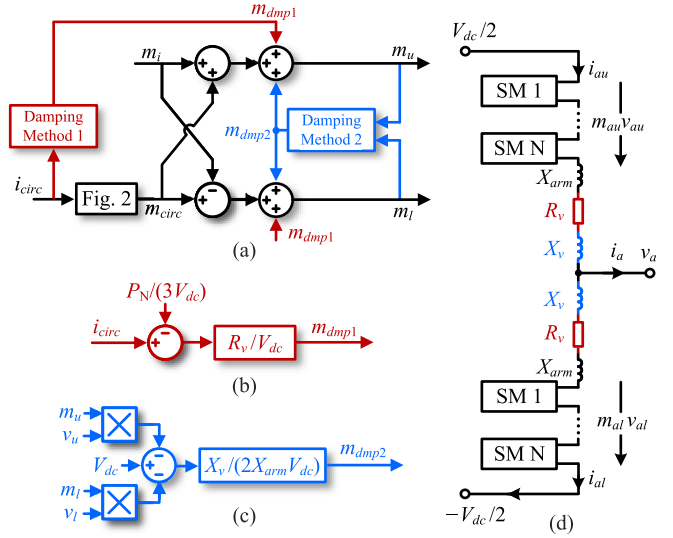 m_dmp1
m_i
+
+
+
+
+
m_u
Damping
Method 1
m_dmp2
Damping
Method 2
i_circ
Fig. 2
m_circ
−
+
+
+
+
m_l
m_dmp1
(a)
P_N/(3V_dc)
i_circ
+
−
R_v/V_dc
m_dmp1
(b)
m_u
v_u
×
V_dc
+
−
−
X_v/(2X_arm V_dc)
m_dmp2
m_l
v_l
×
(c)
V_dc/2
i_au
SM 1
m_au v_au
SM N
X_arm
R_v
X_v
i_a
v_a
X_v
R_v
X_arm
SM 1
m_al v_al
SM N
i_al
−V_dc/2
(d)